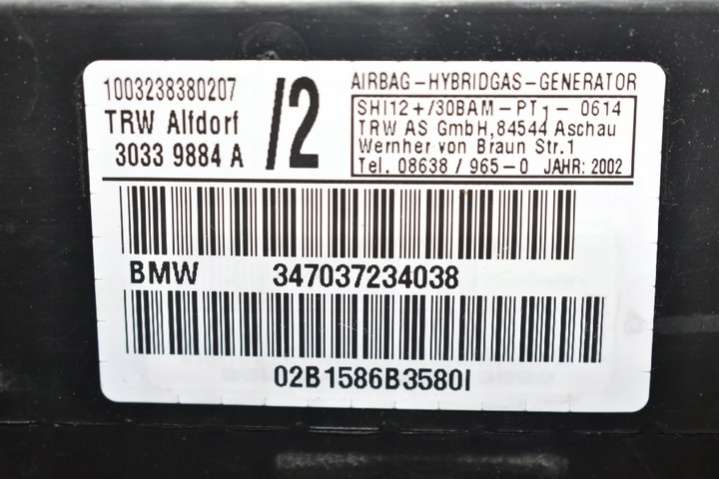 1003238380207
TRW Alfdorf
3033 9884 A
/2
AIRBAG-HYBRIDGAS-GENERATOR
SHI12+/30BAM-PT1- 0614
TRW AS GmbH,84544 Aschau
Wernher von Braun Str.1
Tel. 08638 / 965-0 JAHR: 2002
BMW 347037234038
02B1586B3580I